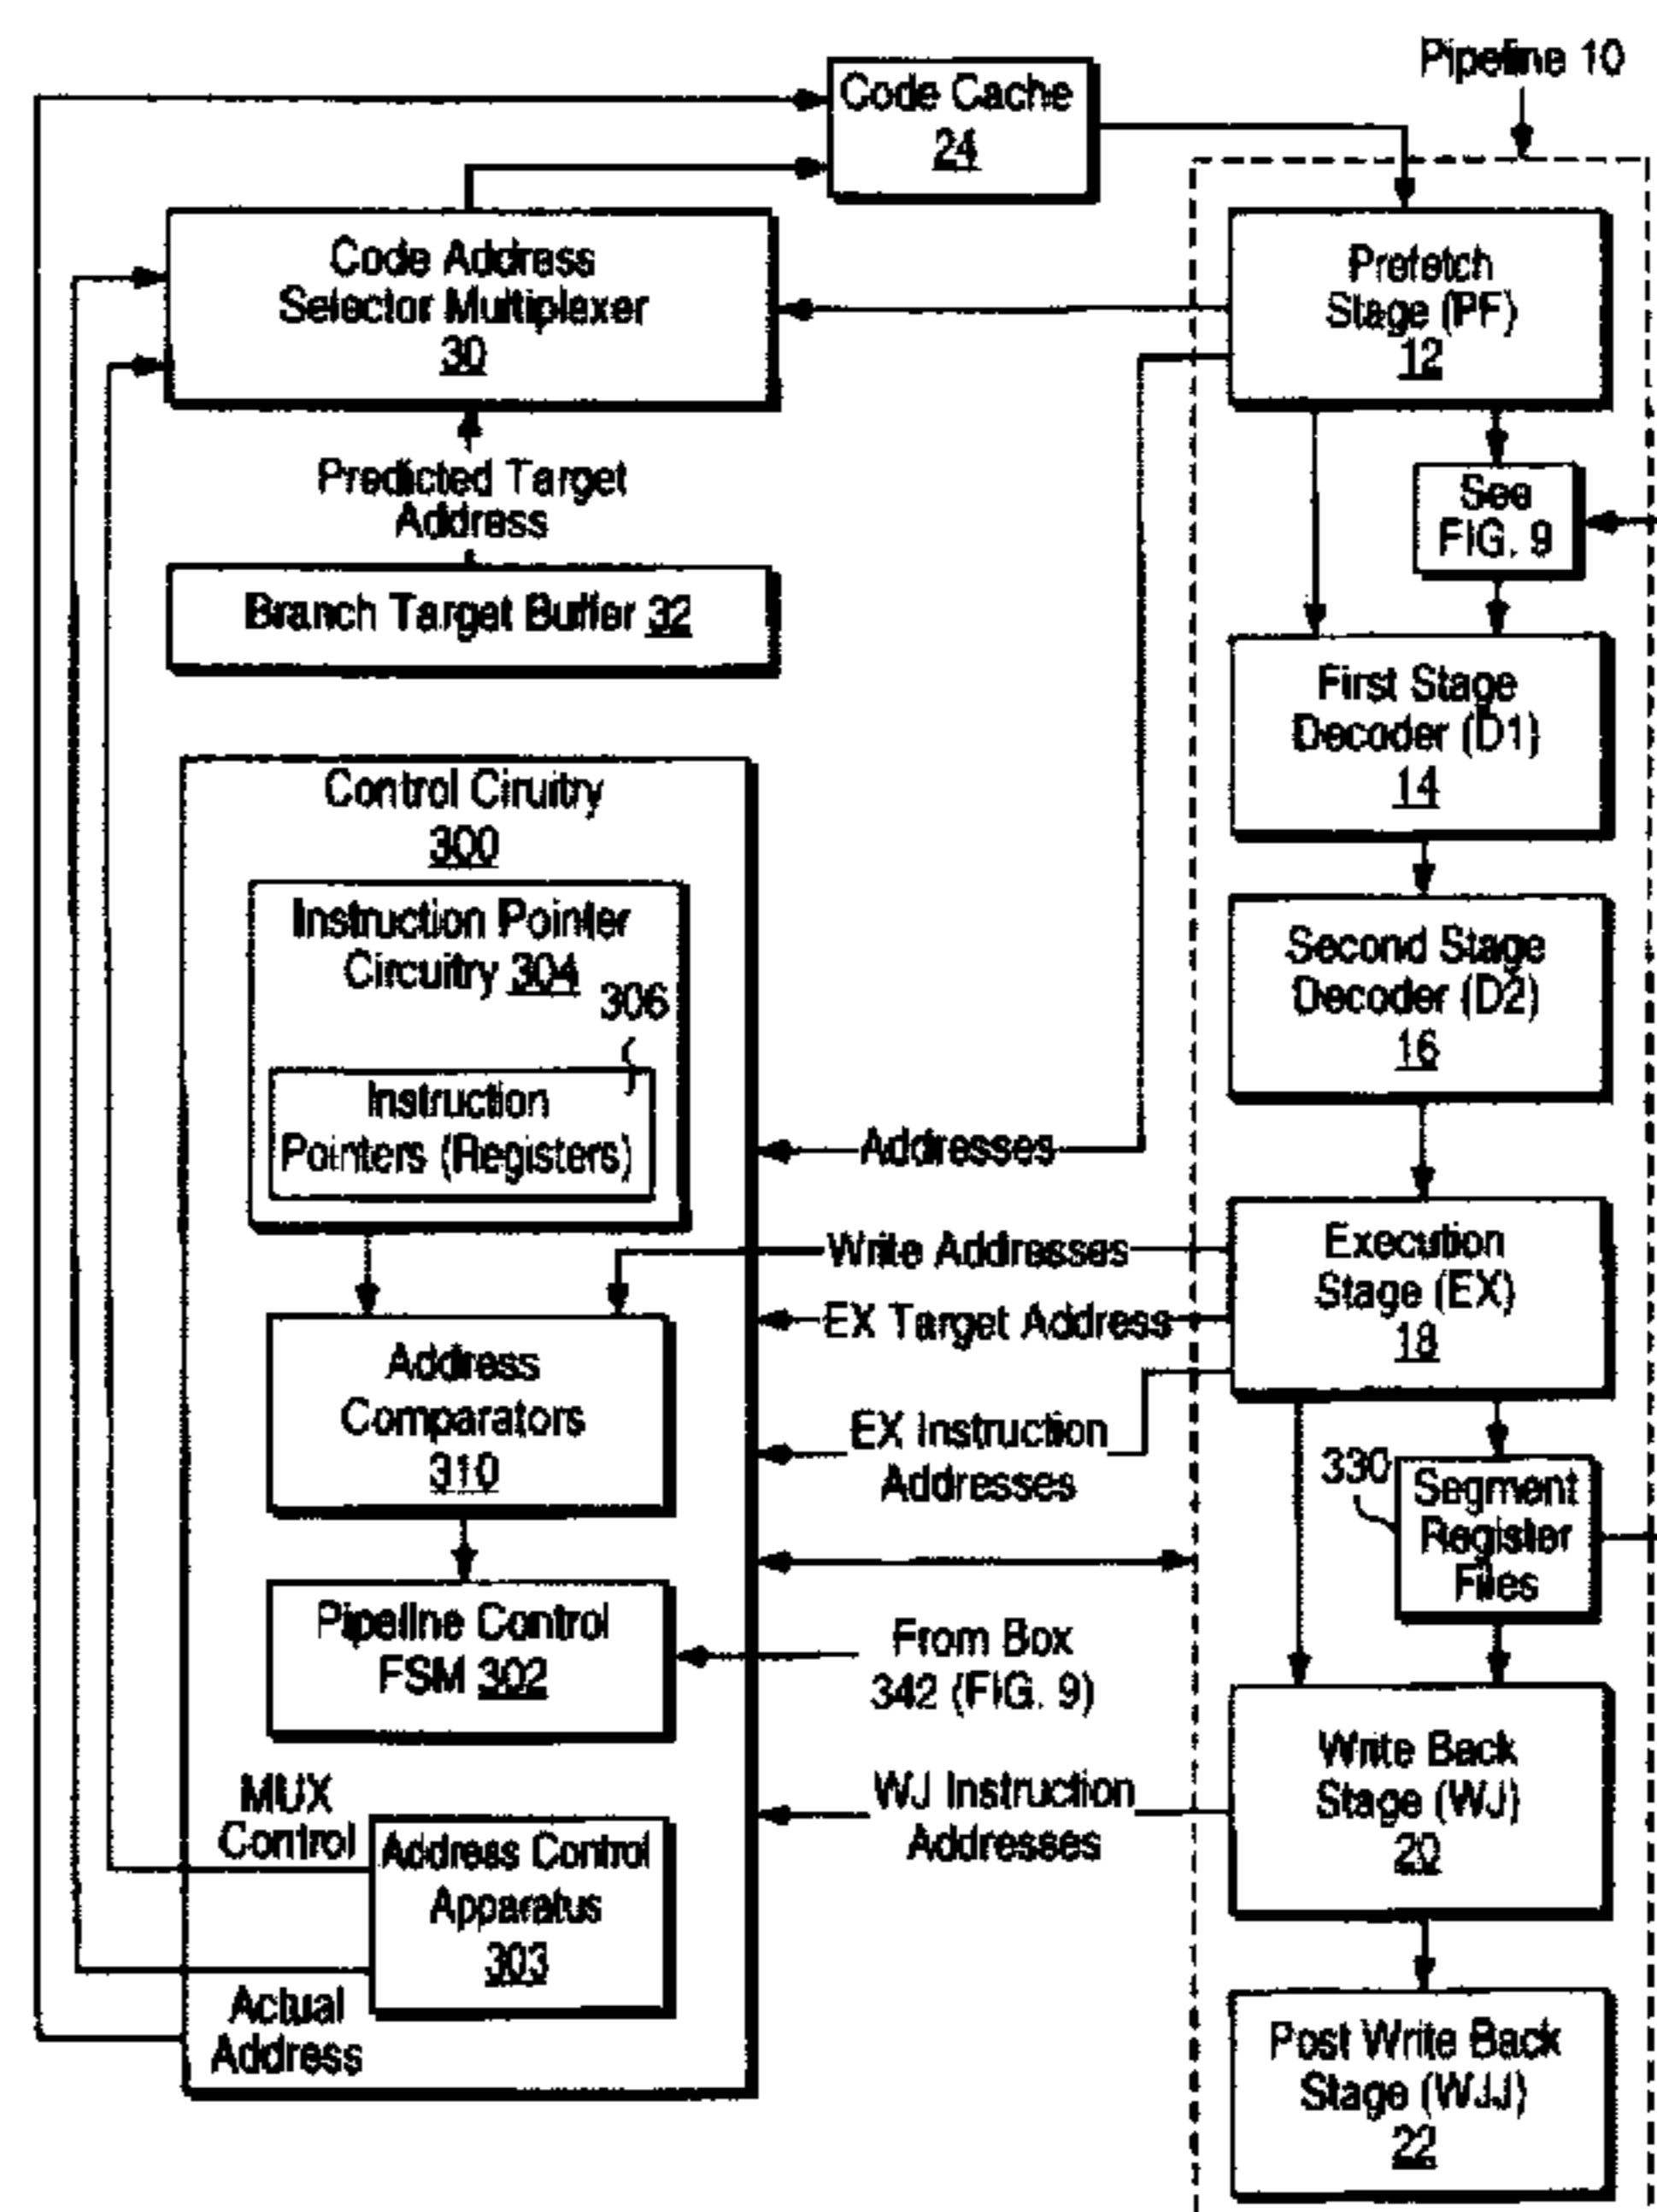 Pipeline 10
Code Cache
24
Code Address
Selector Multiplexer
30
Predicted Target
Address
Branch Target Buffer 32
Prefetch
Stage (PF)
12
See
FIG. 9
First Stage
Decoder (D1)
14
Second Stage
Decoder (D2)
16
Control Ciruitry
300
Instruction Pointer
Circuitry 304
306
Instruction
Pointers (Registers)
Addresses
Write Addresses
EX Target Address
EX Instruction
Addresses
Execution
Stage (EX)
18
Address
Comparators
310
330
Segment
Register
Files
Pipeline Control
FSM 302
From Box
342 (FIG. 9)
MUX
Control
Address Control
Apparatus
303
WJ Instruction
Addresses
Write Back
Stage (WJ)
20
Actual
Address
Post Write Back
Stage (WJJ)
22